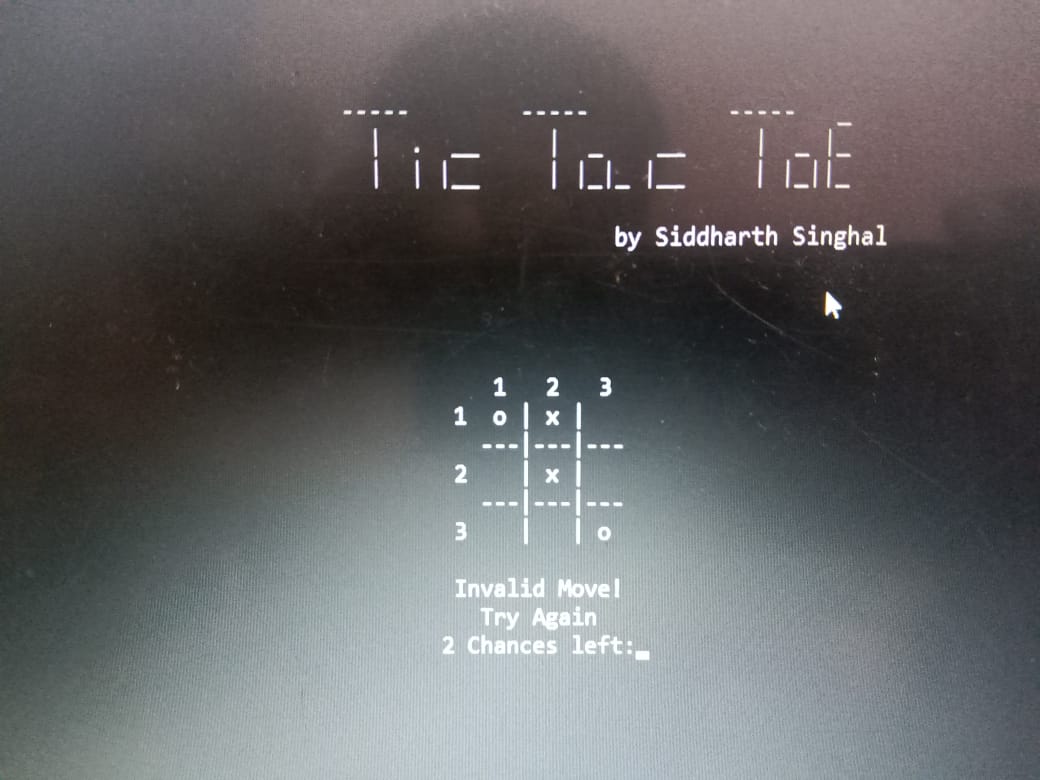 Tic Tac ToE
by Siddharth Singhal
1 2 3
1 o | x |
---|---|---
2 | x |
---|---|---
3 | | o
Invalid Move!
Try Again
2 Chances left: